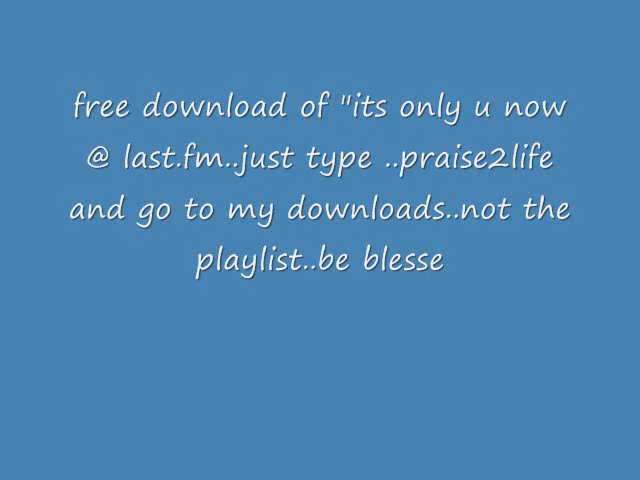 free download of "its only u now
@ last.fm..just type ..praise2life
and go to my downloads..not the
playlist..be blesse